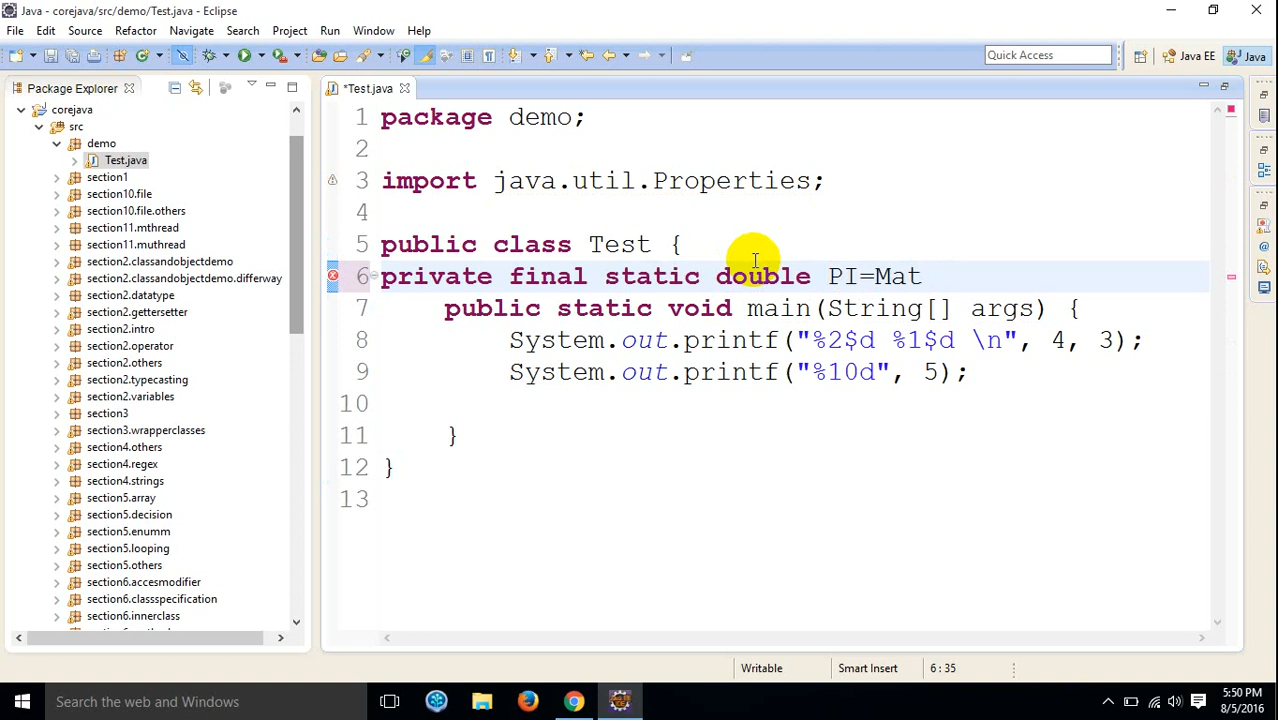 Java - corejava/src/demo/Test.java - Eclipse
File Edit Source Refactor Navigate Search Project Run Window Help
Quick Access
Java EE
Java
Package Explorer
corejava
src
demo
Test.java
section1
section10.file
section10.file.others
section11.mthread
section11.muthread
section2.classandobjectdemo
section2.classandobjectdemo.differway
section2.datatype
section2.gettersetter
section2.intro
section2.operator
section2.others
section2.typecasting
section2.variables
section3
section3.wrapperclasses
section4.others
section4.regex
section4.strings
section5.array
section5.decision
section5.enumm
section5.looping
section5.others
section6.accesmodifier
section6.classspecification
section6.innerclass
*Test.java
1 package demo;
2
3 import java.util.Properties;
4
5 public class Test {
6 private final static double PI=Mat
7 public static void main(String[] args) {
8 System.out.printf("%2$d %1$d \n", 4, 3);
9 System.out.printf("%10d", 5);
10
11 }
12 }
13
Writable
Smart Insert
6 : 35
Search the web and Windows
5:50 PM
8/5/2016